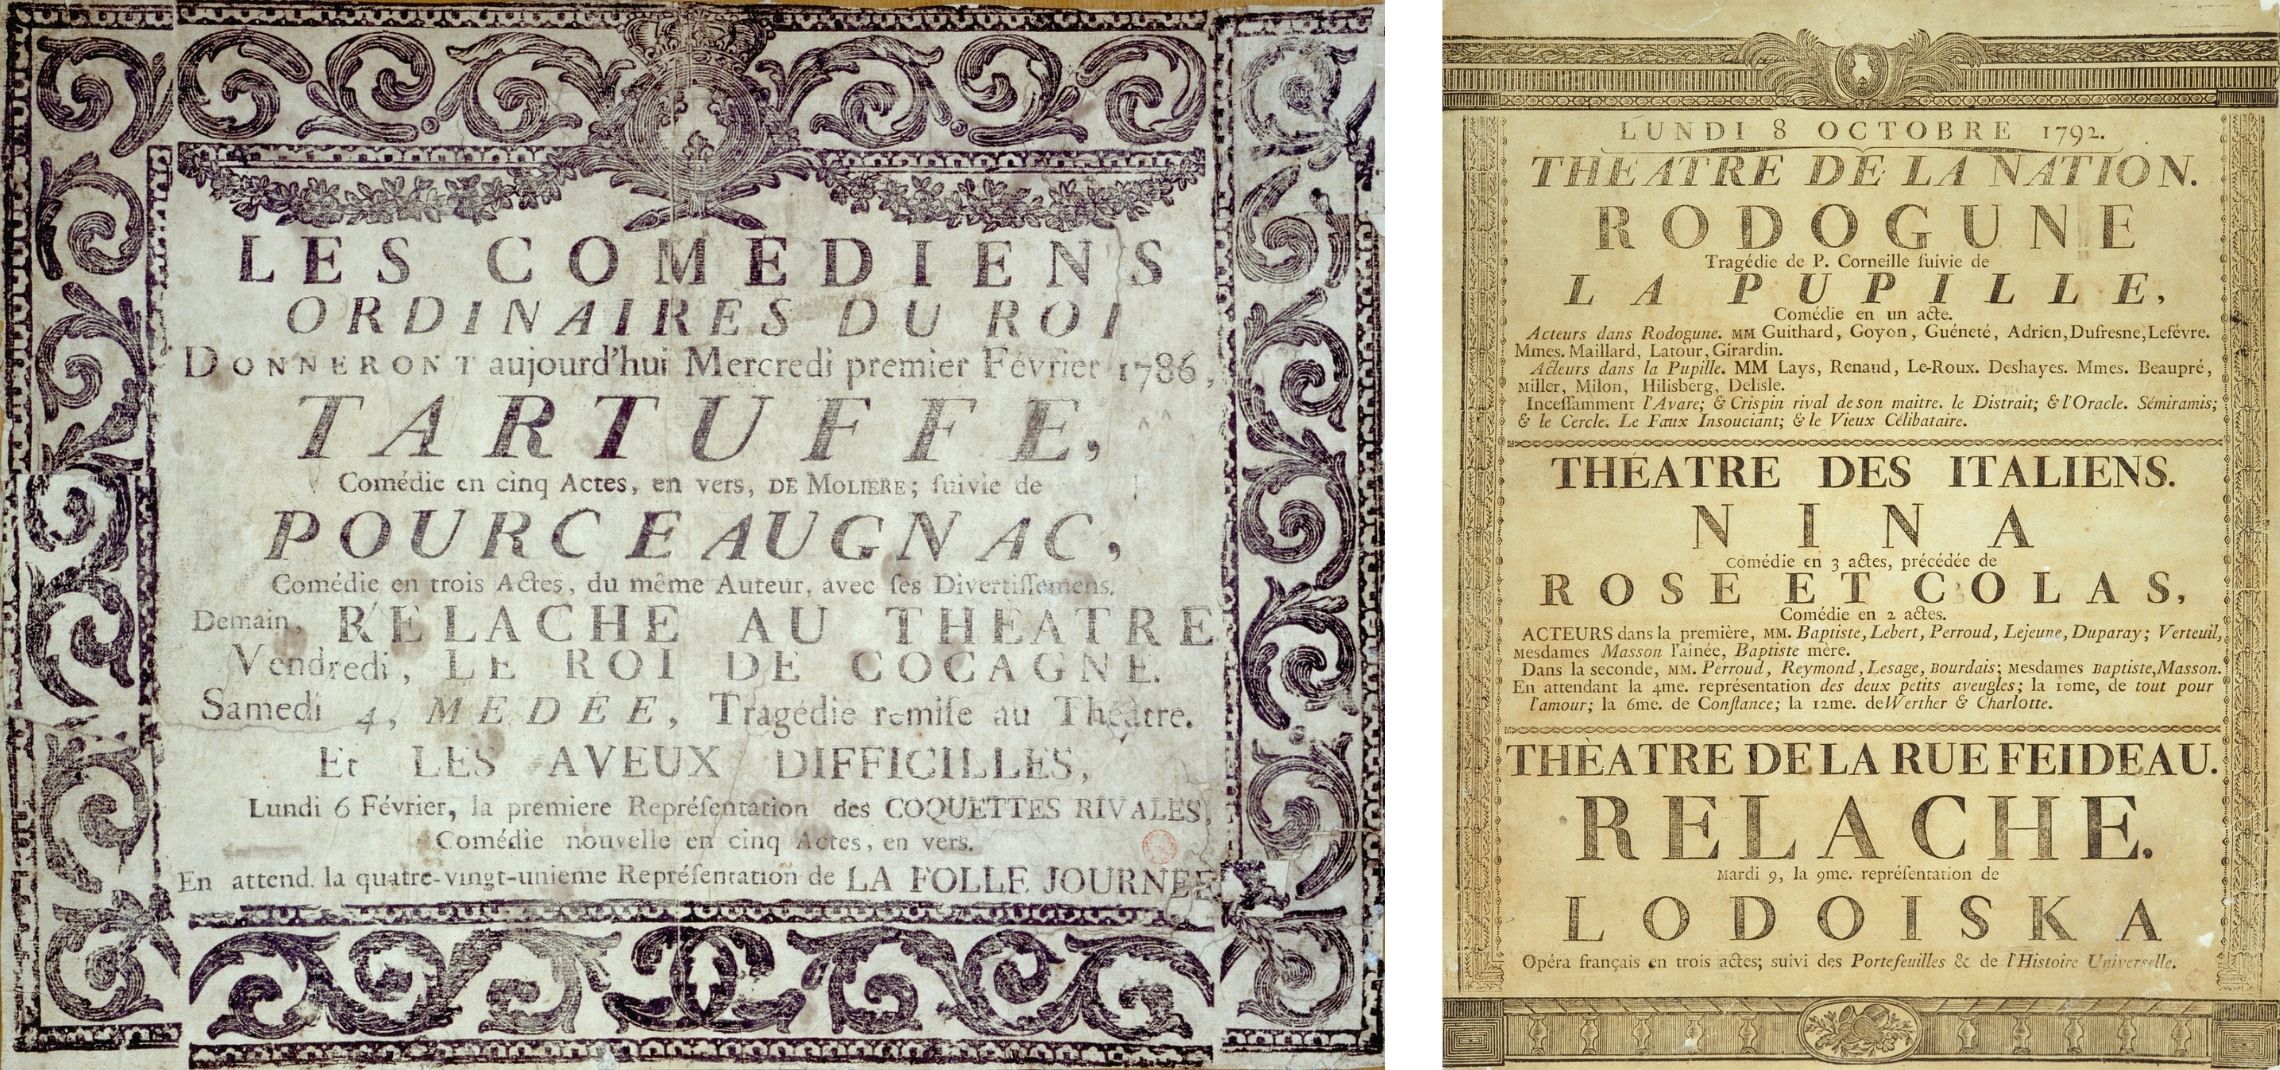 LES COMEDIENS
ORDINAIRES DU ROI
DONNERONT aujourd'hui Mercredi premier Février 1786,
TARTUFFE,
Comédie en cinq Actes, en vers, DE MOLIERE; ſuivie de
POURCEAUGNAC,
Comédie en trois Actes, du même Auteur, avec ſes Divertiſſemens.
Demain, RELACHE AU THEATRE
Vendredi, LE ROI DE COCAGNE.
Samedi 4, MEDÉE, Tragédie remiſe au Théatre.
Et LES AVEUX DIFFICILLES,
Lundi 6 Février, la premiere Repréſentation des COQUETTES RIVALES,
Comédie nouvelle en cinq Actes, en vers.
En attend. la quatre-vingt-unieme Repréſentation de LA FOLLE JOURNEE
LUNDI 8 OCTOBRE 1792.
THEATRE DE LA NATION.
RODOGUNE
Tragédie de P. Corneille ſuivie de
LA PUPILLE,
Comédie en un acte.
Acteurs dans Rodogune. MM Guithard, Goyon, Guéneté, Adrien, Dufresne, Lefévre.
Mmes. Maillard, Latour, Girardin.
Acteurs dans la Pupille. MM Lays, Renaud, Le-Roux. Deshayes. Mmes. Beaupré,
Miller, Milon, Hilisberg, Delisle.
Inceſſamment l'Avare; & Crispin rival de son maitre. le Distrait; & l'Oracle. Sémiramis;
& le Cercle. Le Faux Insouciant; & le Vieux Célibataire.
THÉATRE DES ITALIENS.
NINA
Comédie en 3 actes, précédée de
ROSE ET COLAS,
Comédie en 2 actes.
ACTEURS dans la première, MM. Baptiste, Lebert, Perroud, Lejeune, Duparay; Verteuil,
Mesdames Masson l'aînée, Baptiste mère.
Dans la seconde, MM. Perroud, Reymond, Lesage, Bourdais; Mesdames Baptiste, Masson.
En attendant la 4me. représentation des deux petits aveugles; la 10me, de tout pour
l'amour; la 6me. de Conſtance; la 12me. de Werther & Charlotte.
THÈATRE DE LA RUE FEIDEAU.
RELACHE.
Mardi 9, la 9me. repréſentation de
LODOISKA
Opéra français en trois actes; suivi des Portefeuilles & de l'Histoire Universelle.